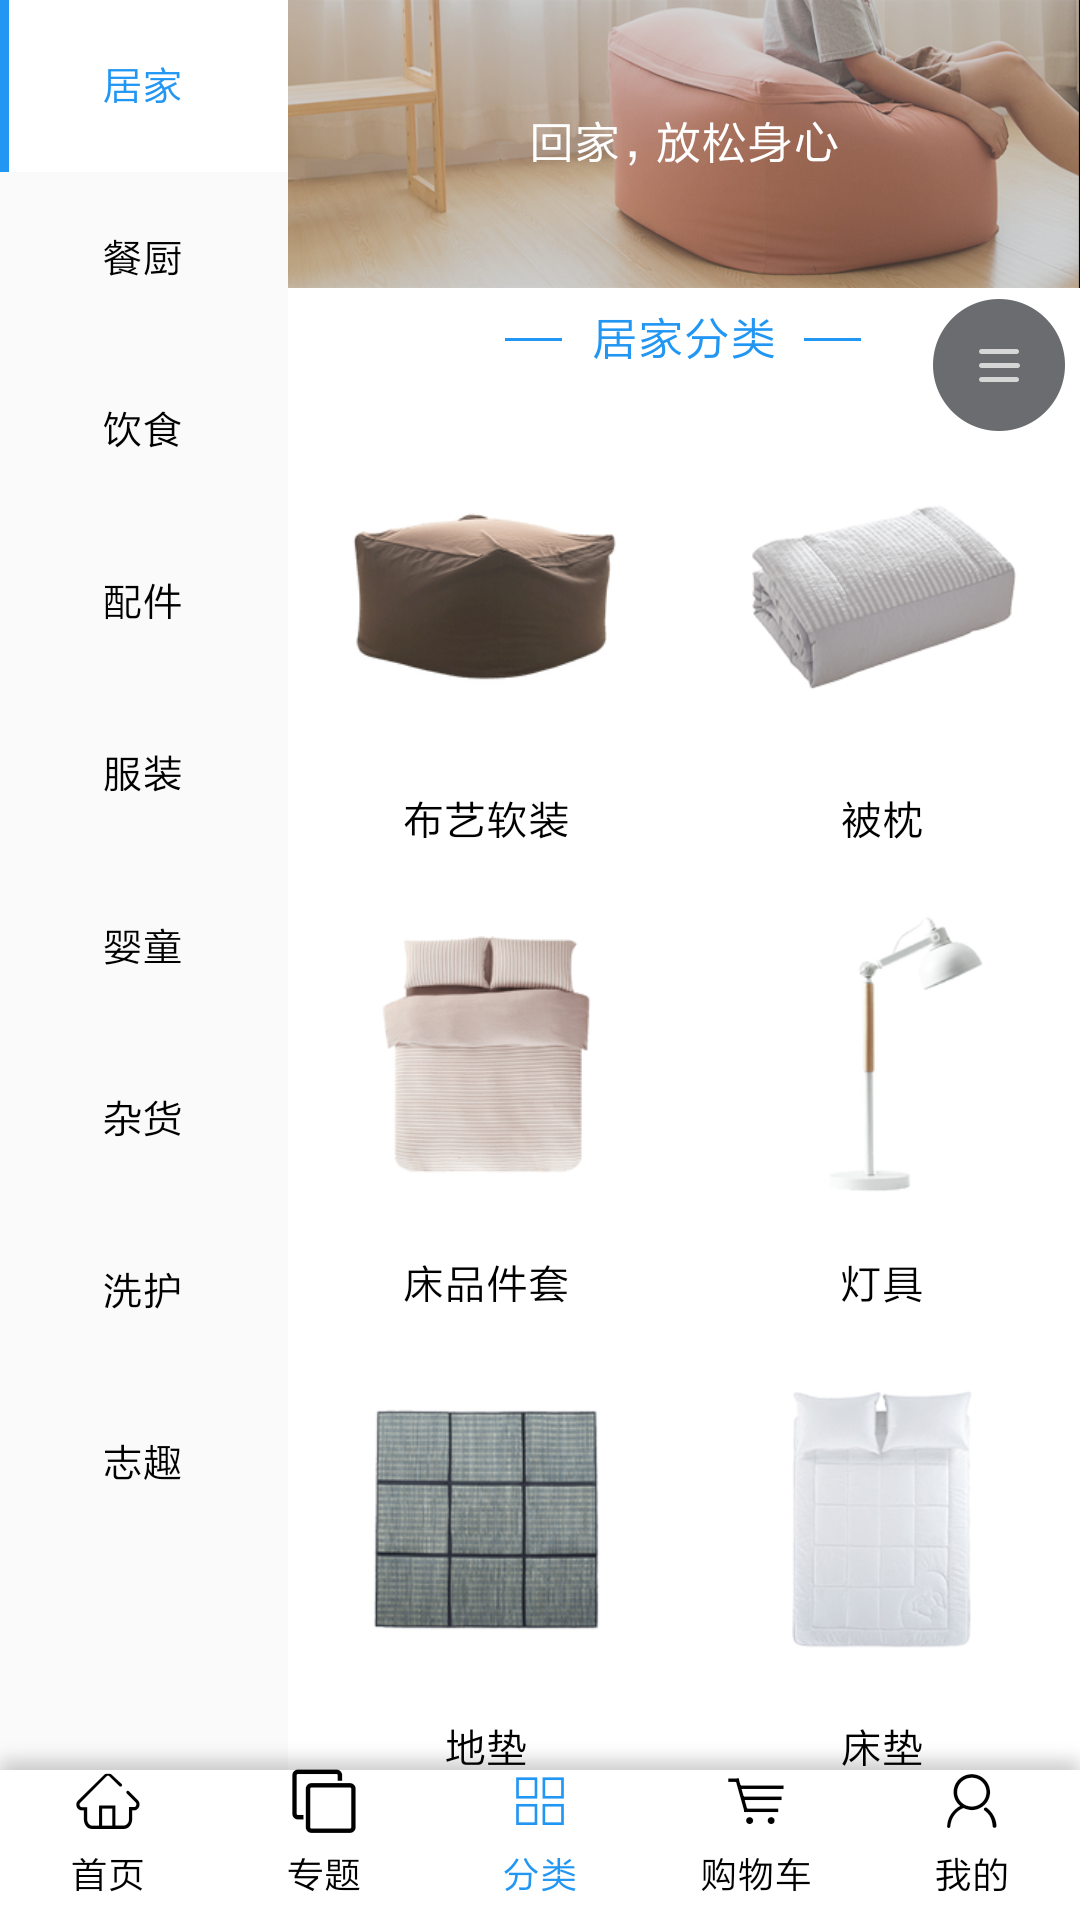 居家
餐厨
饮食
配件
服装
婴童
杂货
洗护
志趣
回家，放松身心
居家分类
布艺软装
被枕
床品件套
灯具
地垫
床垫
首页
专题
分类
购物车
我的